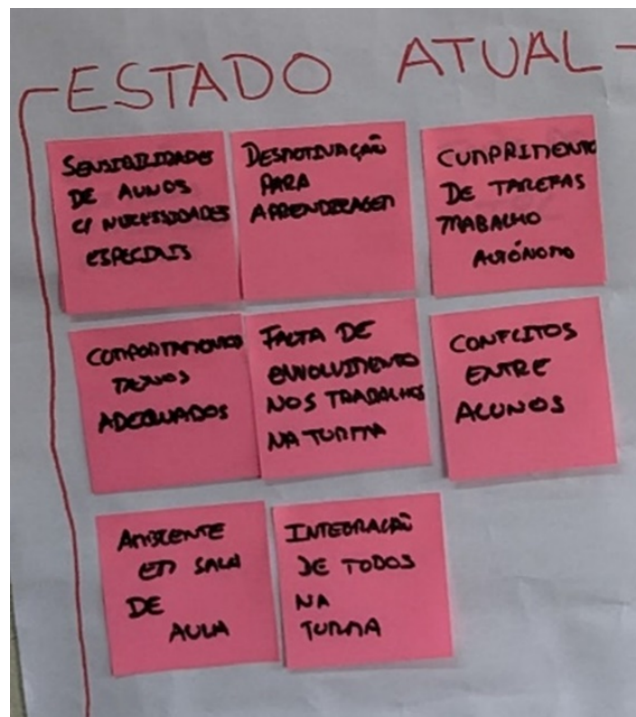 ESTADO ATUAL
SENSIBILIDADES
DE ALUNOS
C/ NECESSIDADES
ESPECIAIS
DESMOTIVAÇÃO
PARA
APRENDIZAGEM
CUMPRIMENTO
DE TAREFAS
TRABALHO
AUTÓNOMO
COMPORTAMENTOS
ADEQUADOS
FALTA DE
ENVOLVIMENTO
NOS TRABALHOS
NA TURMA
CONFLITOS
ENTRE
ALUNOS
AMBIENTE
EM SALA
DE
AULA
INTEGRAÇÃO
DE TODOS
NA
TURMA